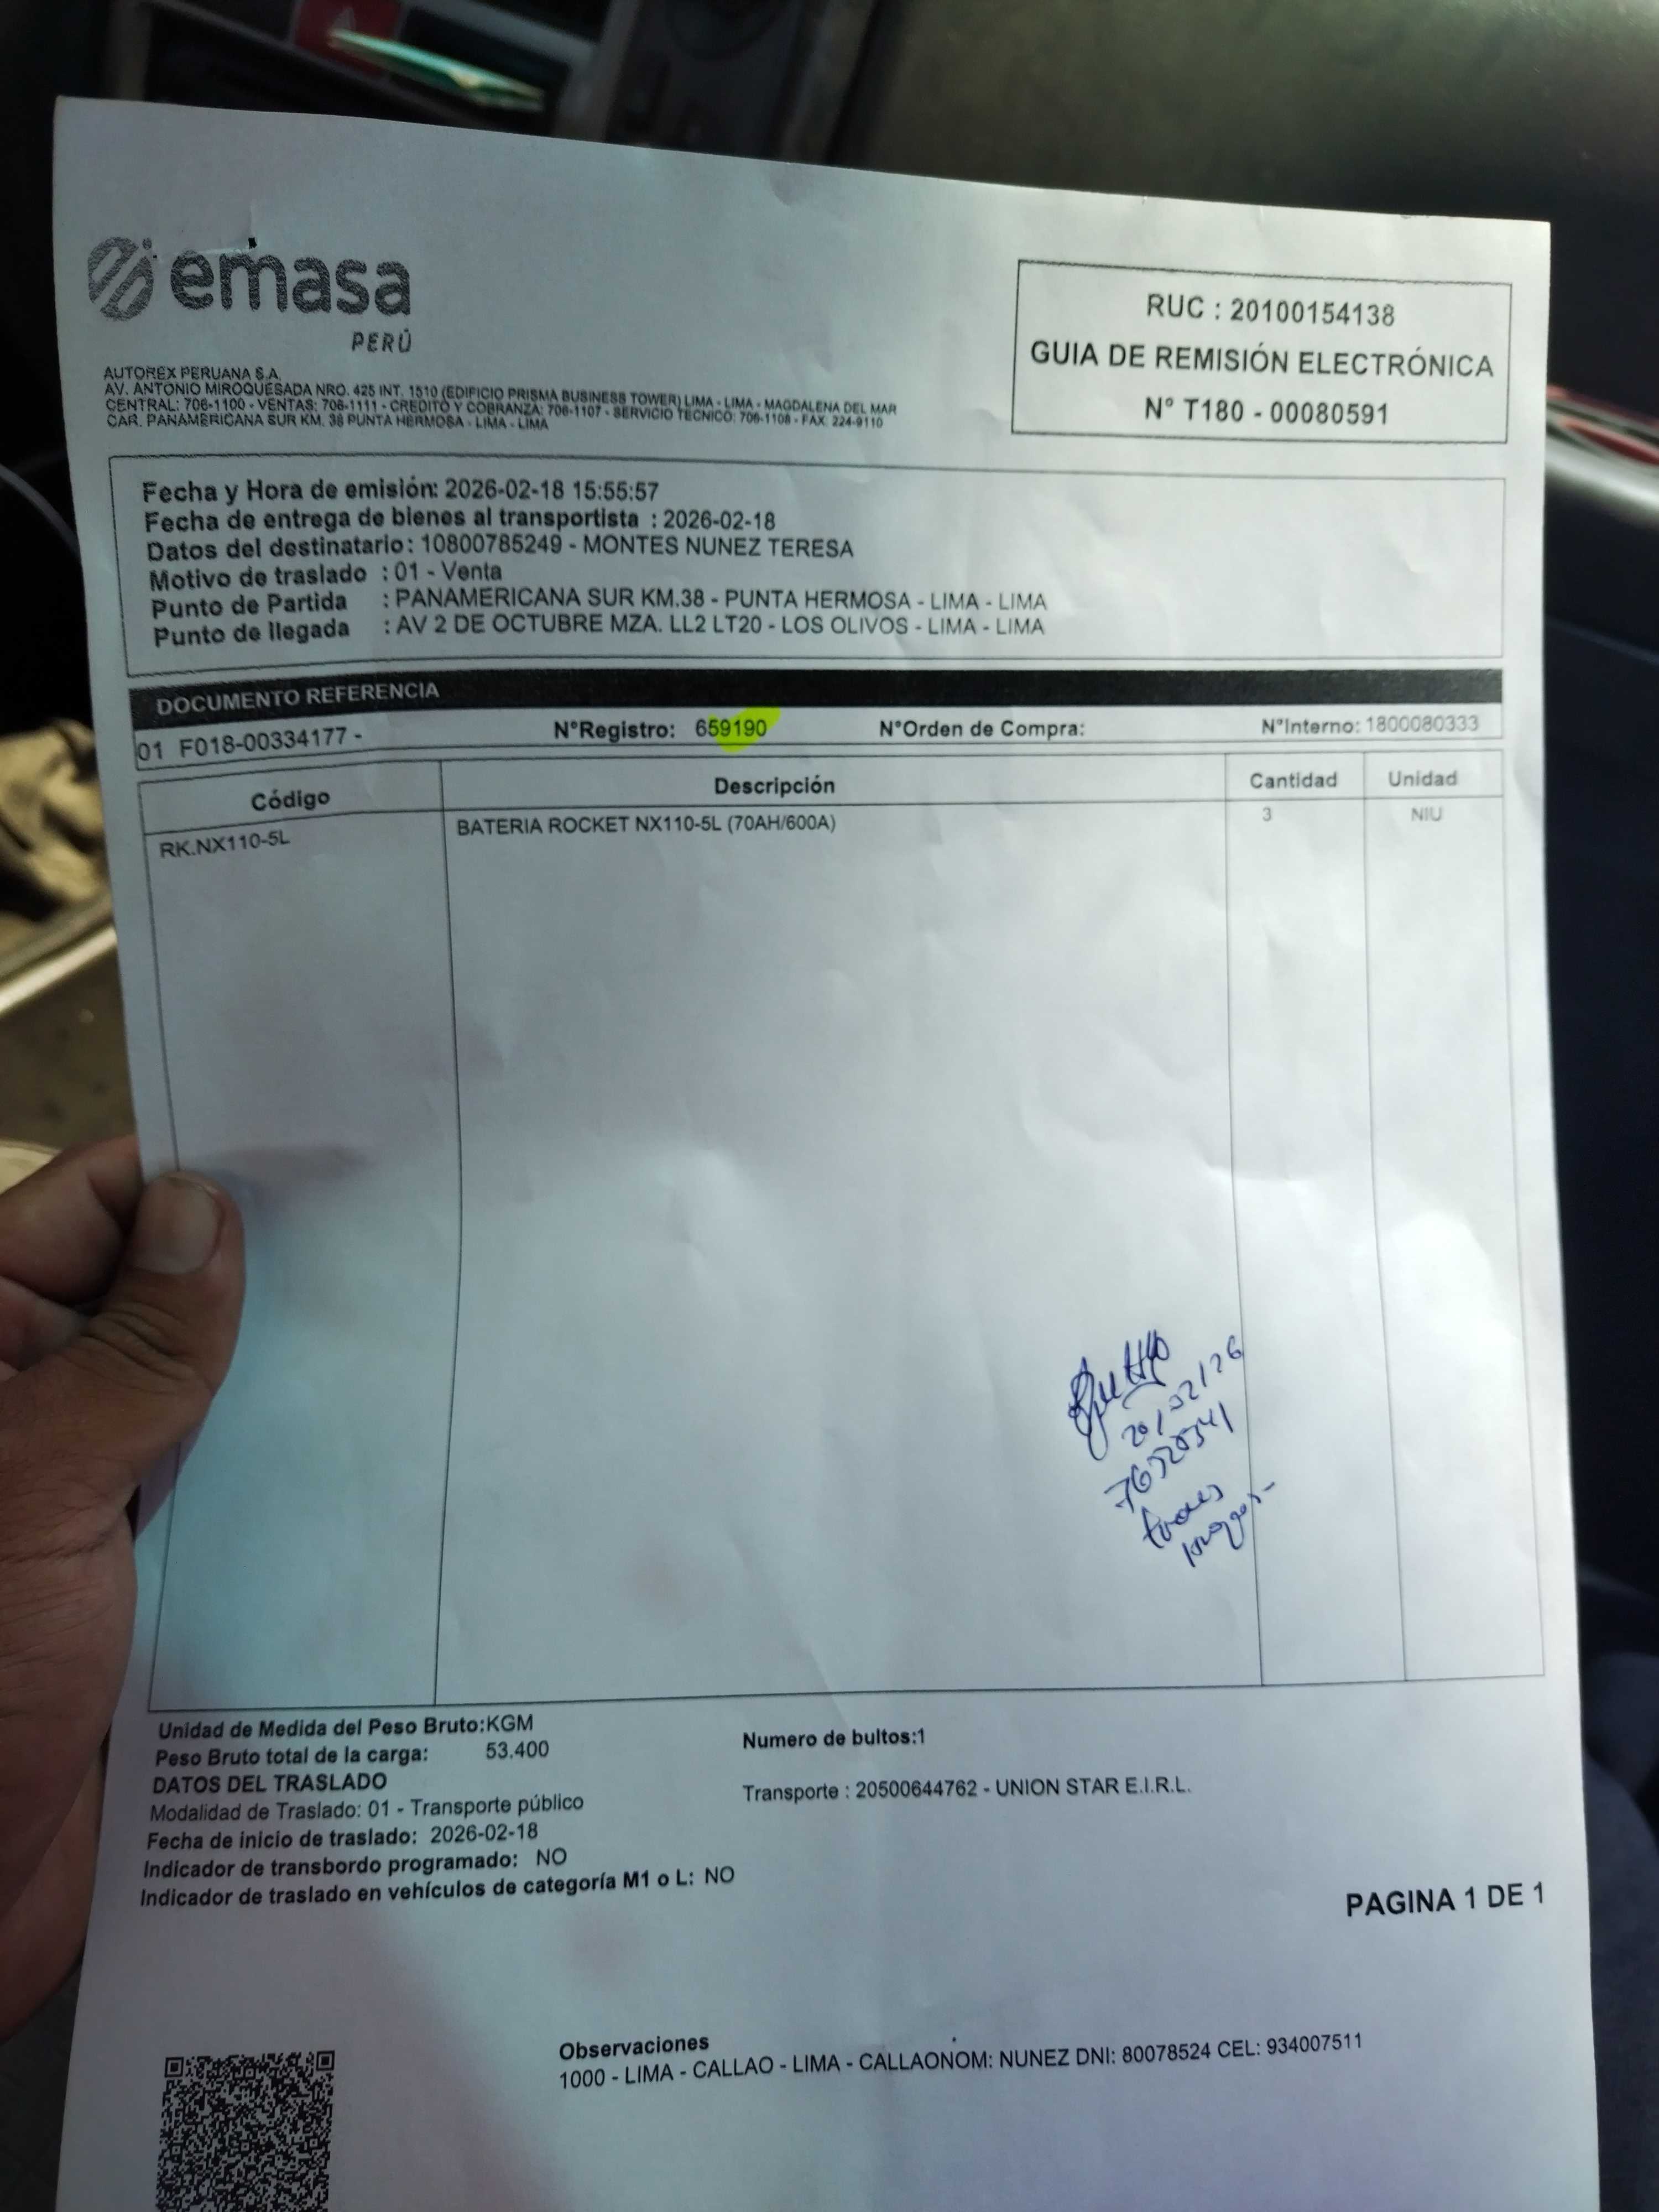 emasa
PERÚ
AUTOREX PERUANA S.A.
AV. ANTONIO MIROQUESADA NRO. 425 INT. 1510 (EDIFICIO PRISMA BUSINESS TOWER) LIMA - LIMA - MAGDALENA DEL MAR
CENTRAL: 706-1100 - VENTAS: 706-1111 - CREDITO Y COBRANZA: 706-1107 - SERVICIO TECNICO: 706-1108 - FAX: 224-9110
CAR. PANAMERICANA SUR KM. 38 PUNTA HERMOSA - LIMA - LIMA
RUC : 20100154138
GUIA DE REMISIÓN ELECTRÓNICA
N° T180 - 00080591
Fecha y Hora de emisión: 2026-02-18 15:55:57
Fecha de entrega de bienes al transportista : 2026-02-18
Datos del destinatario: 10800785249 - MONTES NUNEZ TERESA
Motivo de traslado : 01 - Venta
Punto de Partida : PANAMERICANA SUR KM.38 - PUNTA HERMOSA - LIMA - LIMA
Punto de llegada : AV 2 DE OCTUBRE MZA. LL2 LT20 - LOS OLIVOS - LIMA - LIMA
DOCUMENTO REFERENCIA
01 F018-00334177 - N°Registro: 659190 N°Orden de Compra: N°Interno: 1800080333
Código Descripción Cantidad Unidad
RK.NX110-5L BATERIA ROCKET NX110-5L (70AH/600A) 3 NIU
20/02/26
Unidad de Medida del Peso Bruto:KGM
Peso Bruto total de la carga: 53.400
Numero de bultos:1
DATOS DEL TRASLADO
Modalidad de Traslado: 01 - Transporte público
Transporte : 20500644762 - UNION STAR E.I.R.L.
Fecha de inicio de traslado: 2026-02-18
Indicador de transbordo programado: NO
Indicador de traslado en vehículos de categoría M1 o L: NO
PAGINA 1 DE 1
Observaciones
1000 - LIMA - CALLAO - LIMA - CALLAONOM: NUNEZ DNI: 80078524 CEL: 934007511